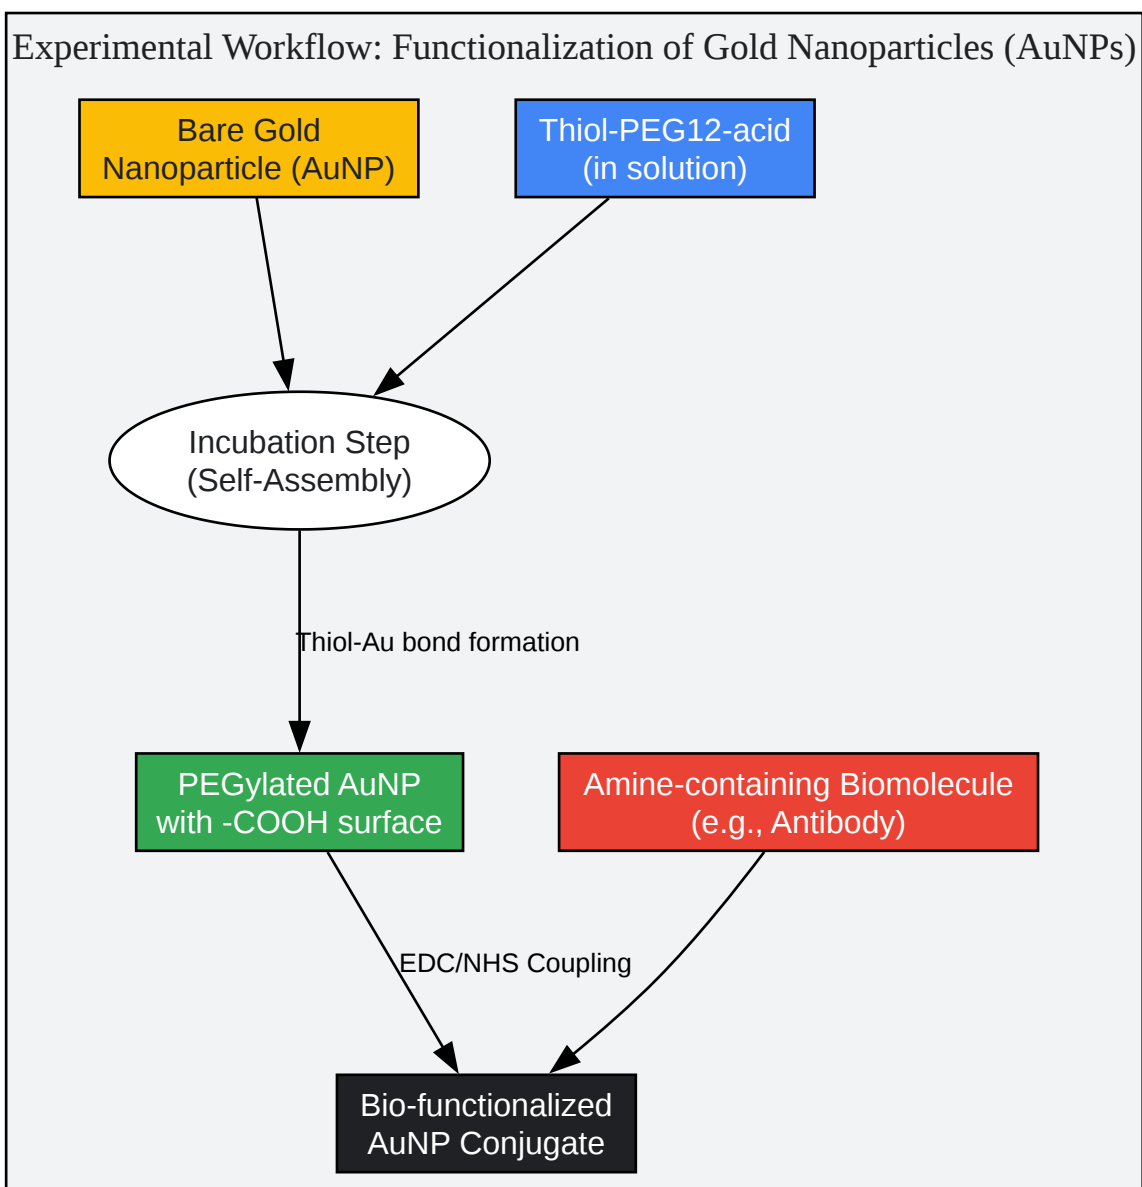 Experimental Workflow: Functionalization of Gold Nanoparticles (AuNPs)
Bare Gold
Nanoparticle (AuNP)
Thiol-PEG12-acid
(in solution)
Incubation Step
(Self-Assembly)
Thiol-Au bond formation
PEGylated AuNP
with -COOH surface
Amine-containing Biomolecule
(e.g., Antibody)
EDC/NHS Coupling
Bio-functionalized
AuNP Conjugate